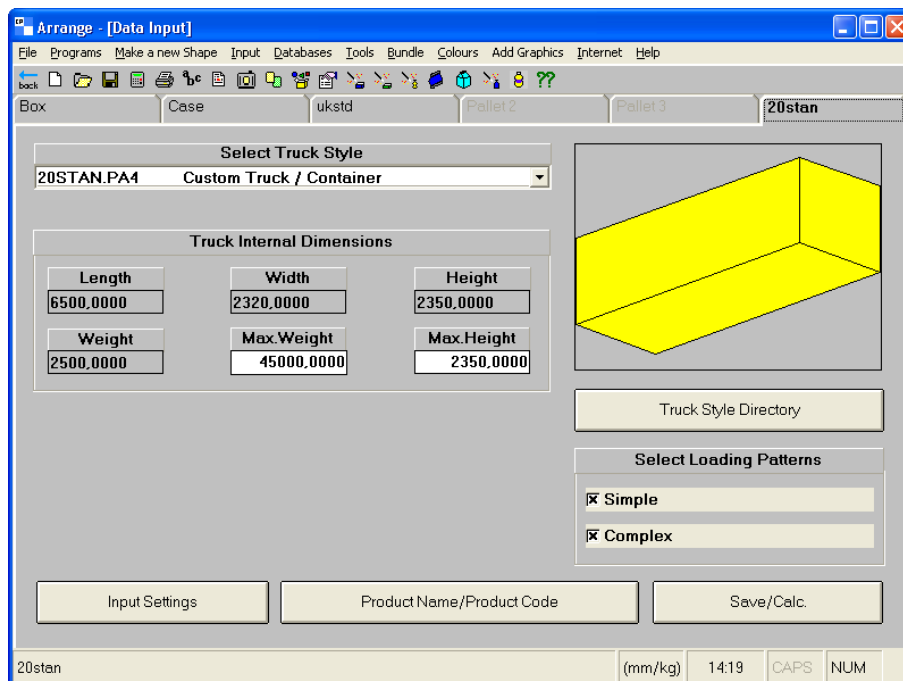 Arrange - [Data Input]
File Programs Make a new Shape Input Databases Tools Bundle Colours Add Graphics Internet Help
back abc ??
Box Case ukstd Pallet 2 Pallet 3 20stan
Select Truck Style
20STAN.PA4 Custom Truck / Container
Truck Internal Dimensions
Length Width Height
6500,0000 2320,0000 2350,0000
Weight Max.Weight Max.Height
2500,0000 45000,0000 2350,0000
Truck Style Directory
Select Loading Patterns
Simple
Complex
Input Settings Product Name/Product Code Save/Calc.
20stan (mm/kg) 14:19 CAPS NUM